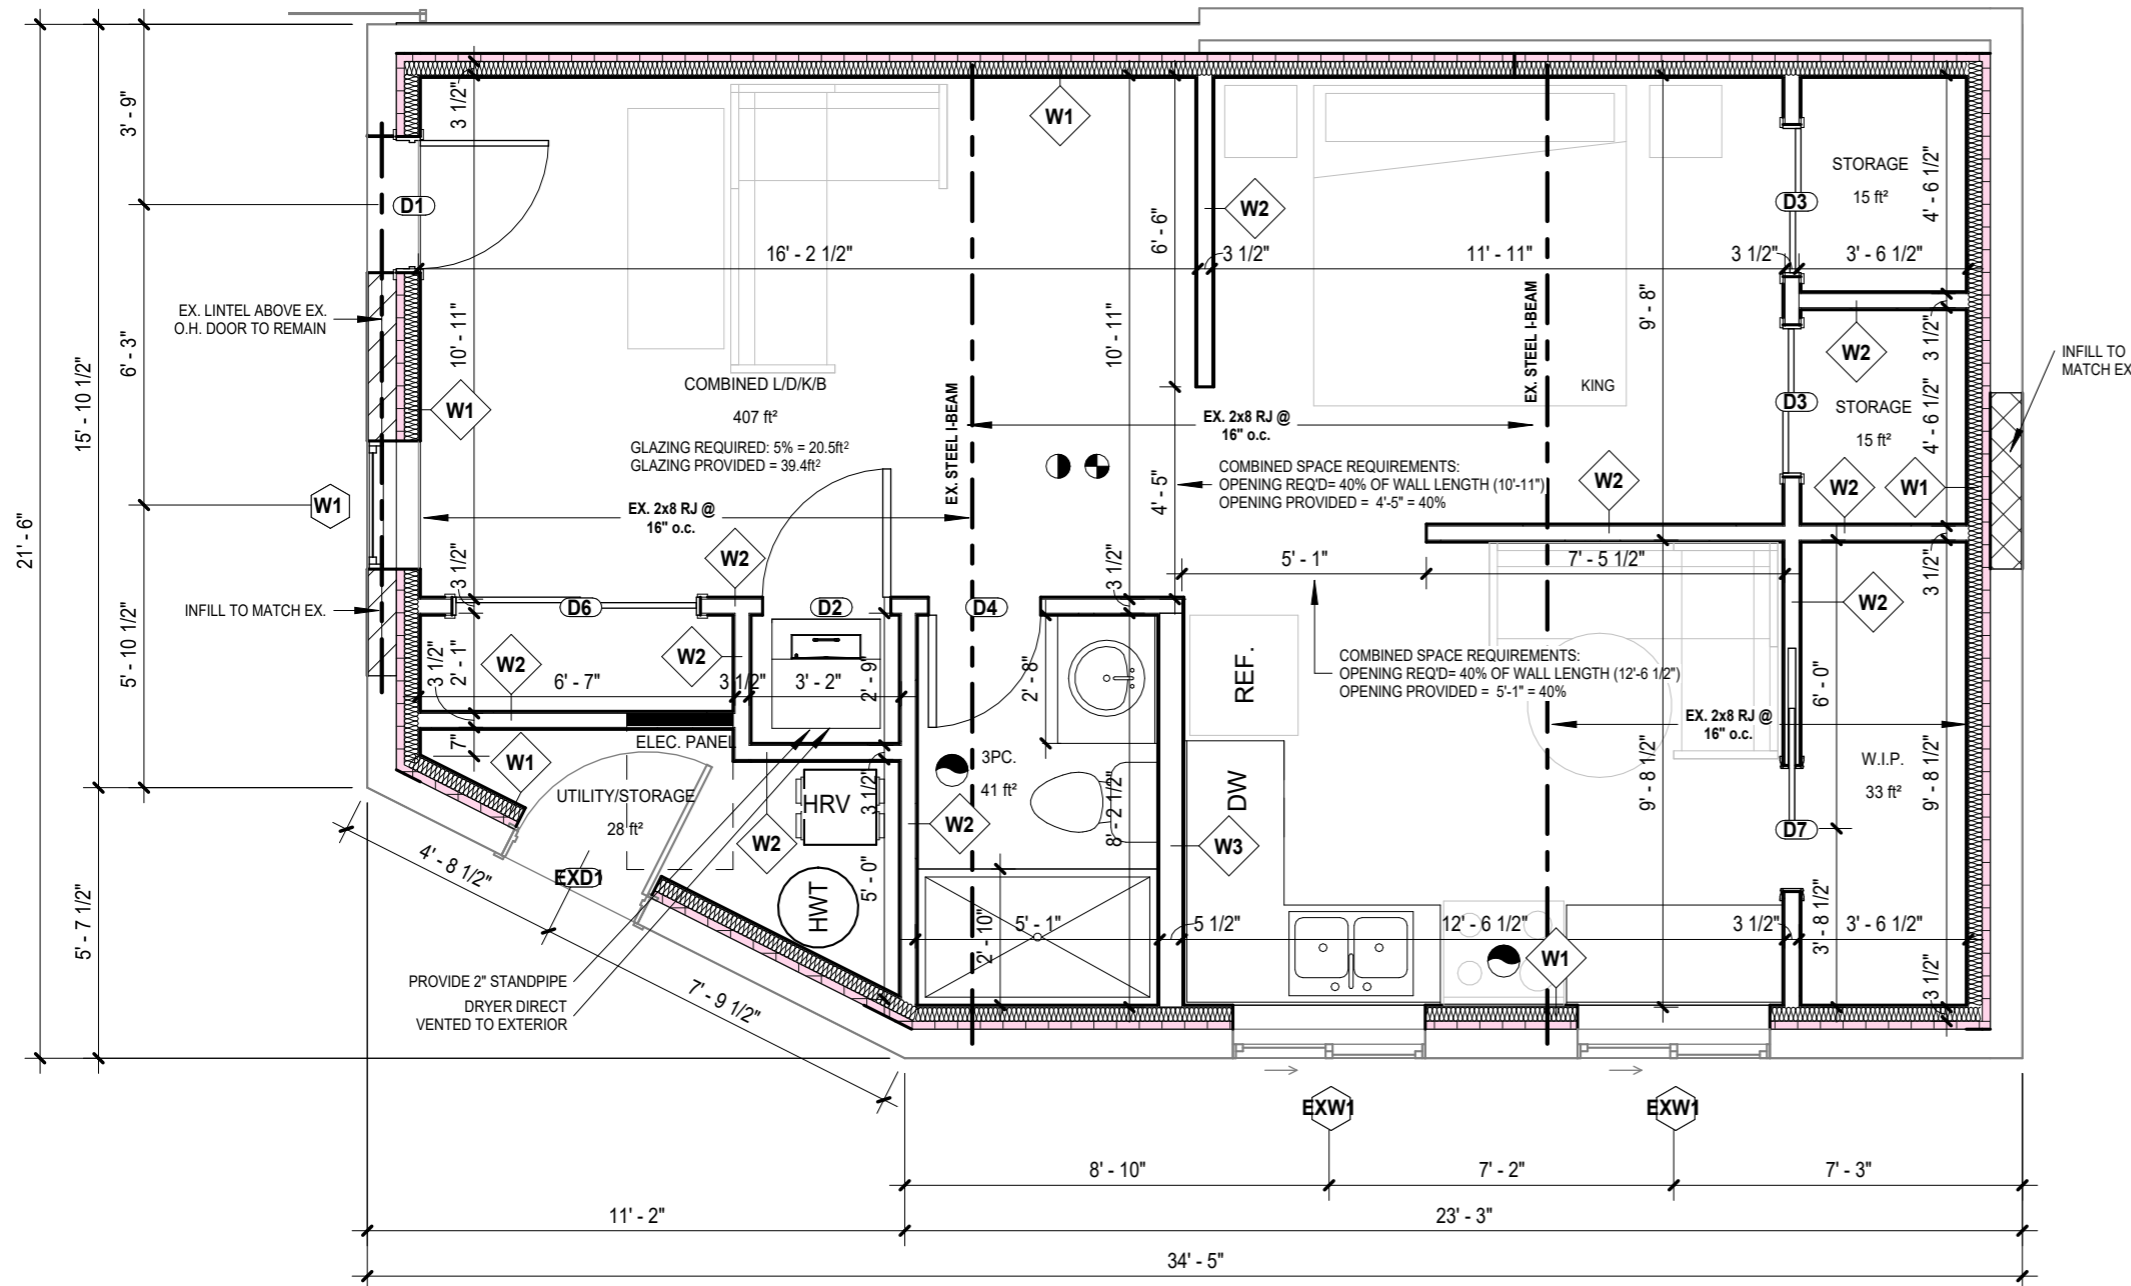 3' - 9"
6' - 3"
5' - 10 1/2"
15' - 10 1/2"
5' - 7 1/2"
21' - 6"
3 1/2"
D1
W1
W2
16' - 2 1/2"
3 1/2"
11' - 11"
3 1/2"
3' - 6 1/2"
6' - 6"
STORAGE
15 ft²
D3
4' - 6 1/2"
EX. LINTEL ABOVE EX.
O.H. DOOR TO REMAIN
10' - 11"
10' - 11"
9' - 8"
EX. STEEL I-BEAM
EX. STEEL I-BEAM
W1
COMBINED L/D/K/B
407 ft²
GLAZING REQUIRED: 5% = 20.5ft²
GLAZING PROVIDED = 39.4ft²
KING
W2
3 1/2"
D3
STORAGE
15 ft²
4' - 6 1/2"
INFILL TO
MATCH EX
EX. 2x8 RJ @
16" o.c.
COMBINED SPACE REQUIREMENTS:
OPENING REQ'D= 40% OF WALL LENGTH (10'-11")
OPENING PROVIDED = 4'-5" = 40%
4' - 5"
W2
W2
W1
W1
EX. 2x8 RJ @
16" o.c.
W2
3 1/2"
3 1/2"
5' - 1"
7' - 5 1/2"
3 1/2"
INFILL TO MATCH EX.
D6
D2
D4
W2
W2
W2
3 1/2"
2' - 1"
6' - 7"
3 1/2"
3' - 2"
2' - 9"
2' - 8"
REF.
COMBINED SPACE REQUIREMENTS:
OPENING REQ'D= 40% OF WALL LENGTH (12'-6 1/2")
OPENING PROVIDED = 5'-1" = 40%
6' - 0"
EX. 2x8 RJ @
16" o.c.
7"
W1
ELEC. PANEL
UTILITY/STORAGE
28 ft²
HRV
3 1/2"
3PC.
41 ft²
8' - 2 1/2"
DW
9' - 8 1/2"
W.I.P.
33 ft²
9' - 8 1/2"
W2
W2
W3
D7
4' - 8 1/2"
EXD1
HWT
5' - 0"
2' - 10"
5' - 1"
5 1/2"
12' - 6 1/2"
W1
3 1/2"
3' - 8 1/2"
3' - 6 1/2"
3 1/2"
PROVIDE 2" STANDPIPE
DRYER DIRECT
VENTED TO EXTERIOR
7' - 9 1/2"
EXW1
EXW1
8' - 10"
7' - 2"
7' - 3"
11' - 2"
23' - 3"
34' - 5"